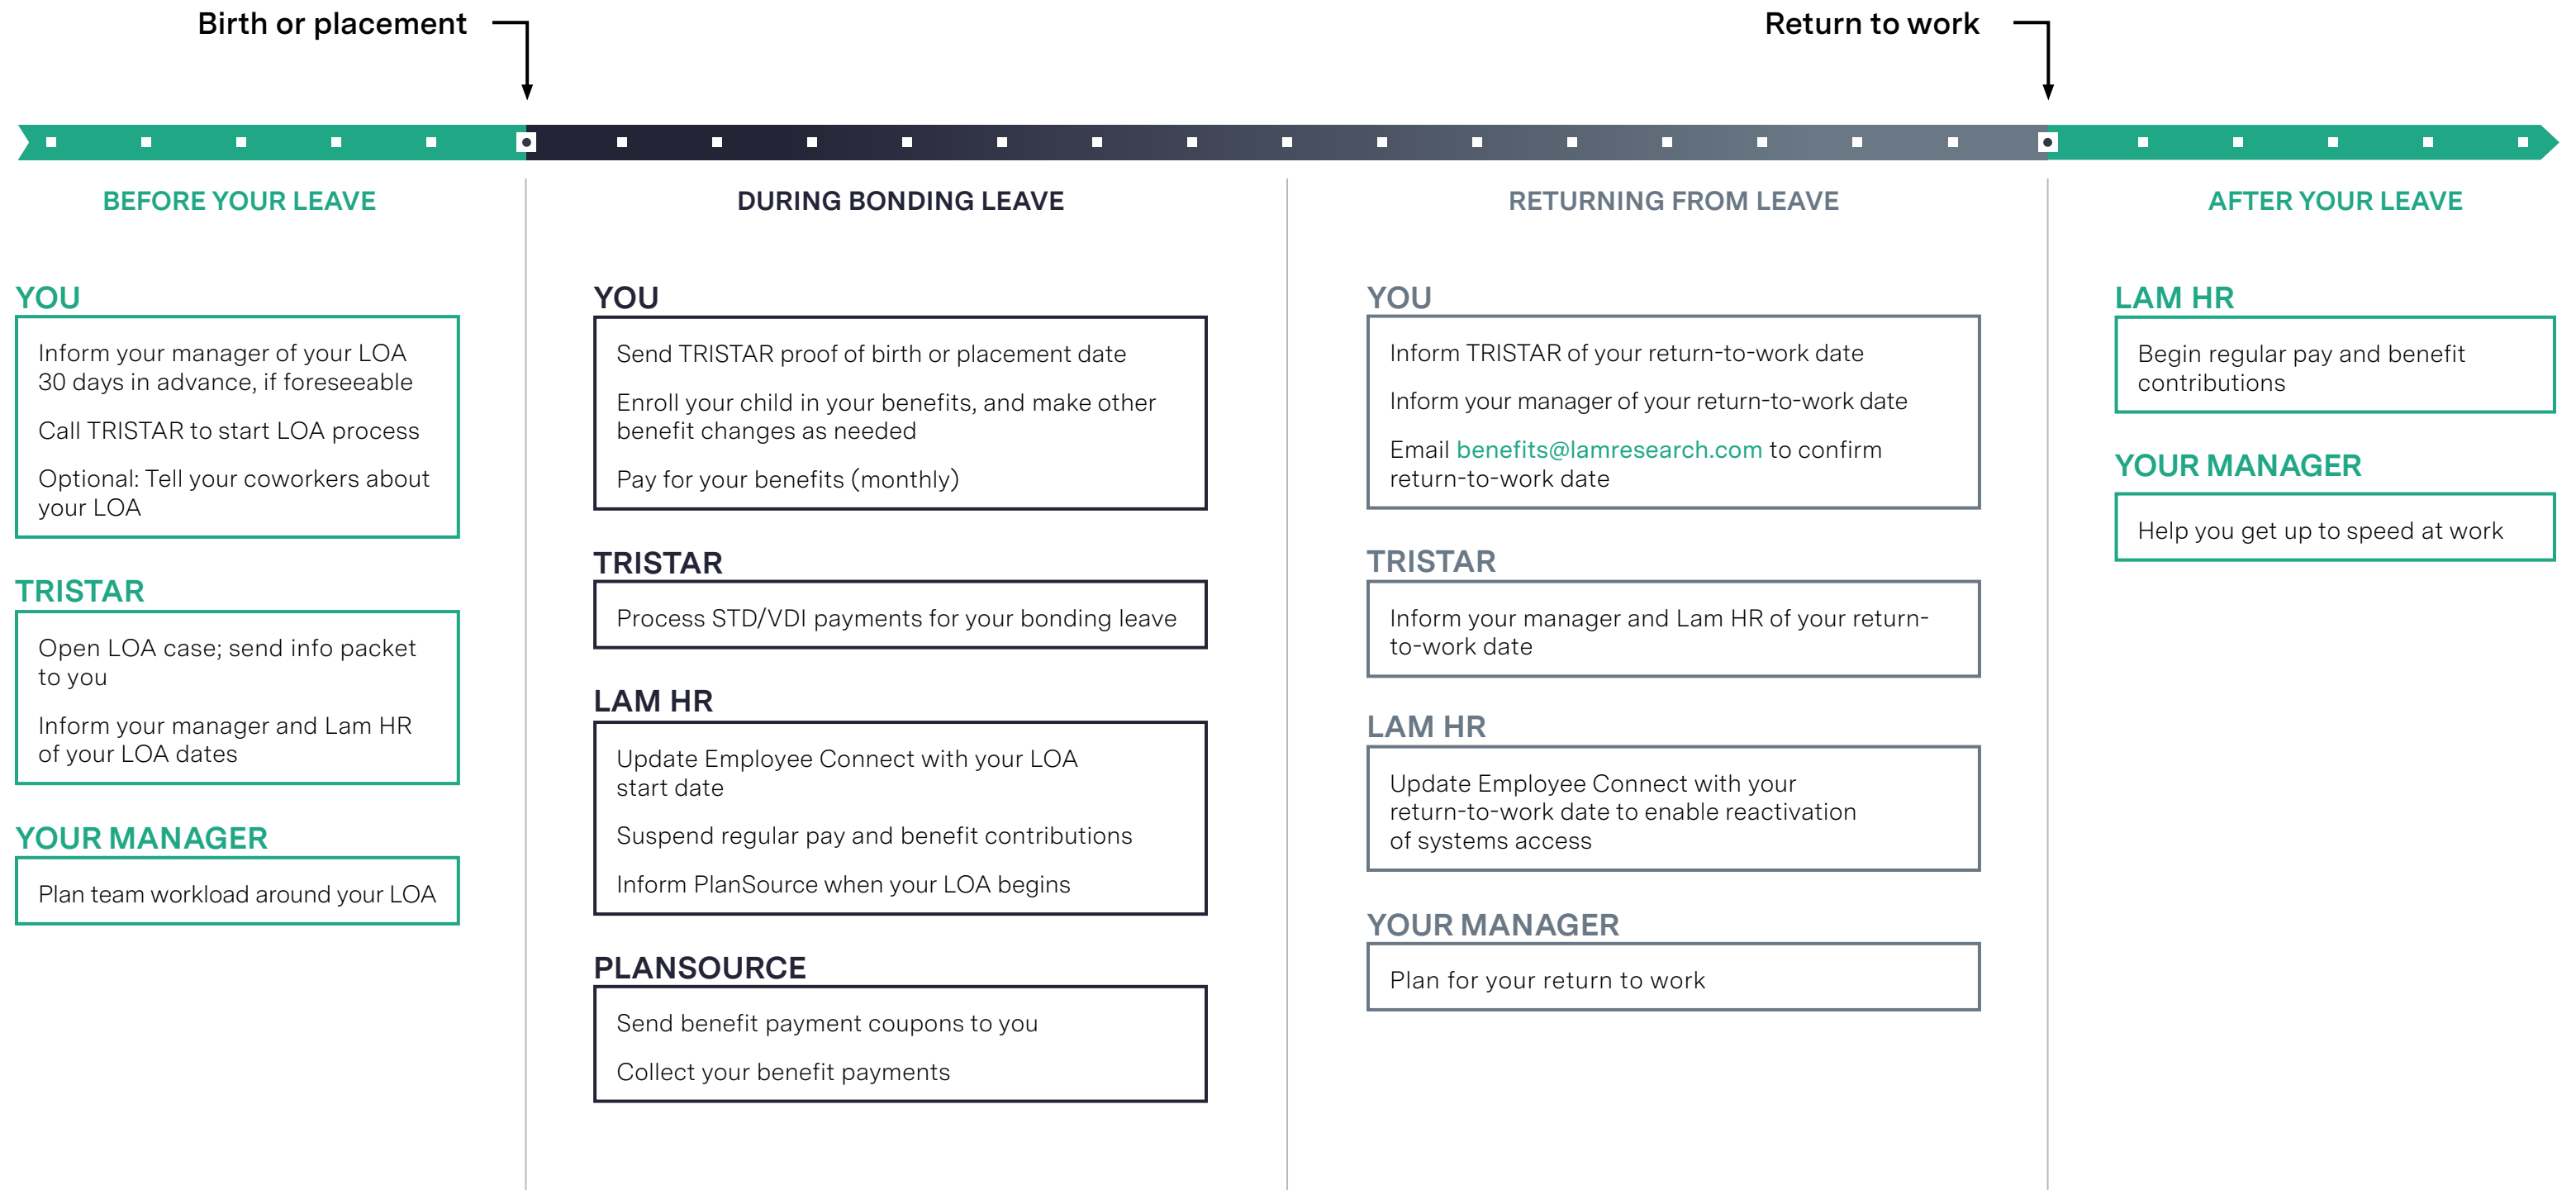 Birth or placement
Return to work
BEFORE YOUR LEAVE
YOU
Inform your manager of your LOA
30 days in advance, if foreseeable
Call TRISTAR to start LOA process
Optional: Tell your coworkers about
your LOA
TRISTAR
Open LOA case; send info packet
to you
Inform your manager and Lam HR
of your LOA dates
YOUR MANAGER
Plan team workload around your LOA
DURING BONDING LEAVE
YOU
Send TRISTAR proof of birth or placement date
Enroll your child in your benefits, and make other
benefit changes as needed
Pay for your benefits (monthly)
TRISTAR
Process STD/VDI payments for your bonding leave
LAM HR
Update Employee Connect with your LOA
start date
Suspend regular pay and benefit contributions
Inform PlanSource when your LOA begins
PLANSOURCE
Send benefit payment coupons to you
Collect your benefit payments
RETURNING FROM LEAVE
YOU
Inform TRISTAR of your return-to-work date
Inform your manager of your return-to-work date
Email benefits@lamresearch.com to confirm
return-to-work date
TRISTAR
Inform your manager and Lam HR of your return-
to-work date
LAM HR
Update Employee Connect with your
return-to-work date to enable reactivation
of systems access
YOUR MANAGER
Plan for your return to work
AFTER YOUR LEAVE
LAM HR
Begin regular pay and benefit
contributions
YOUR MANAGER
Help you get up to speed at work